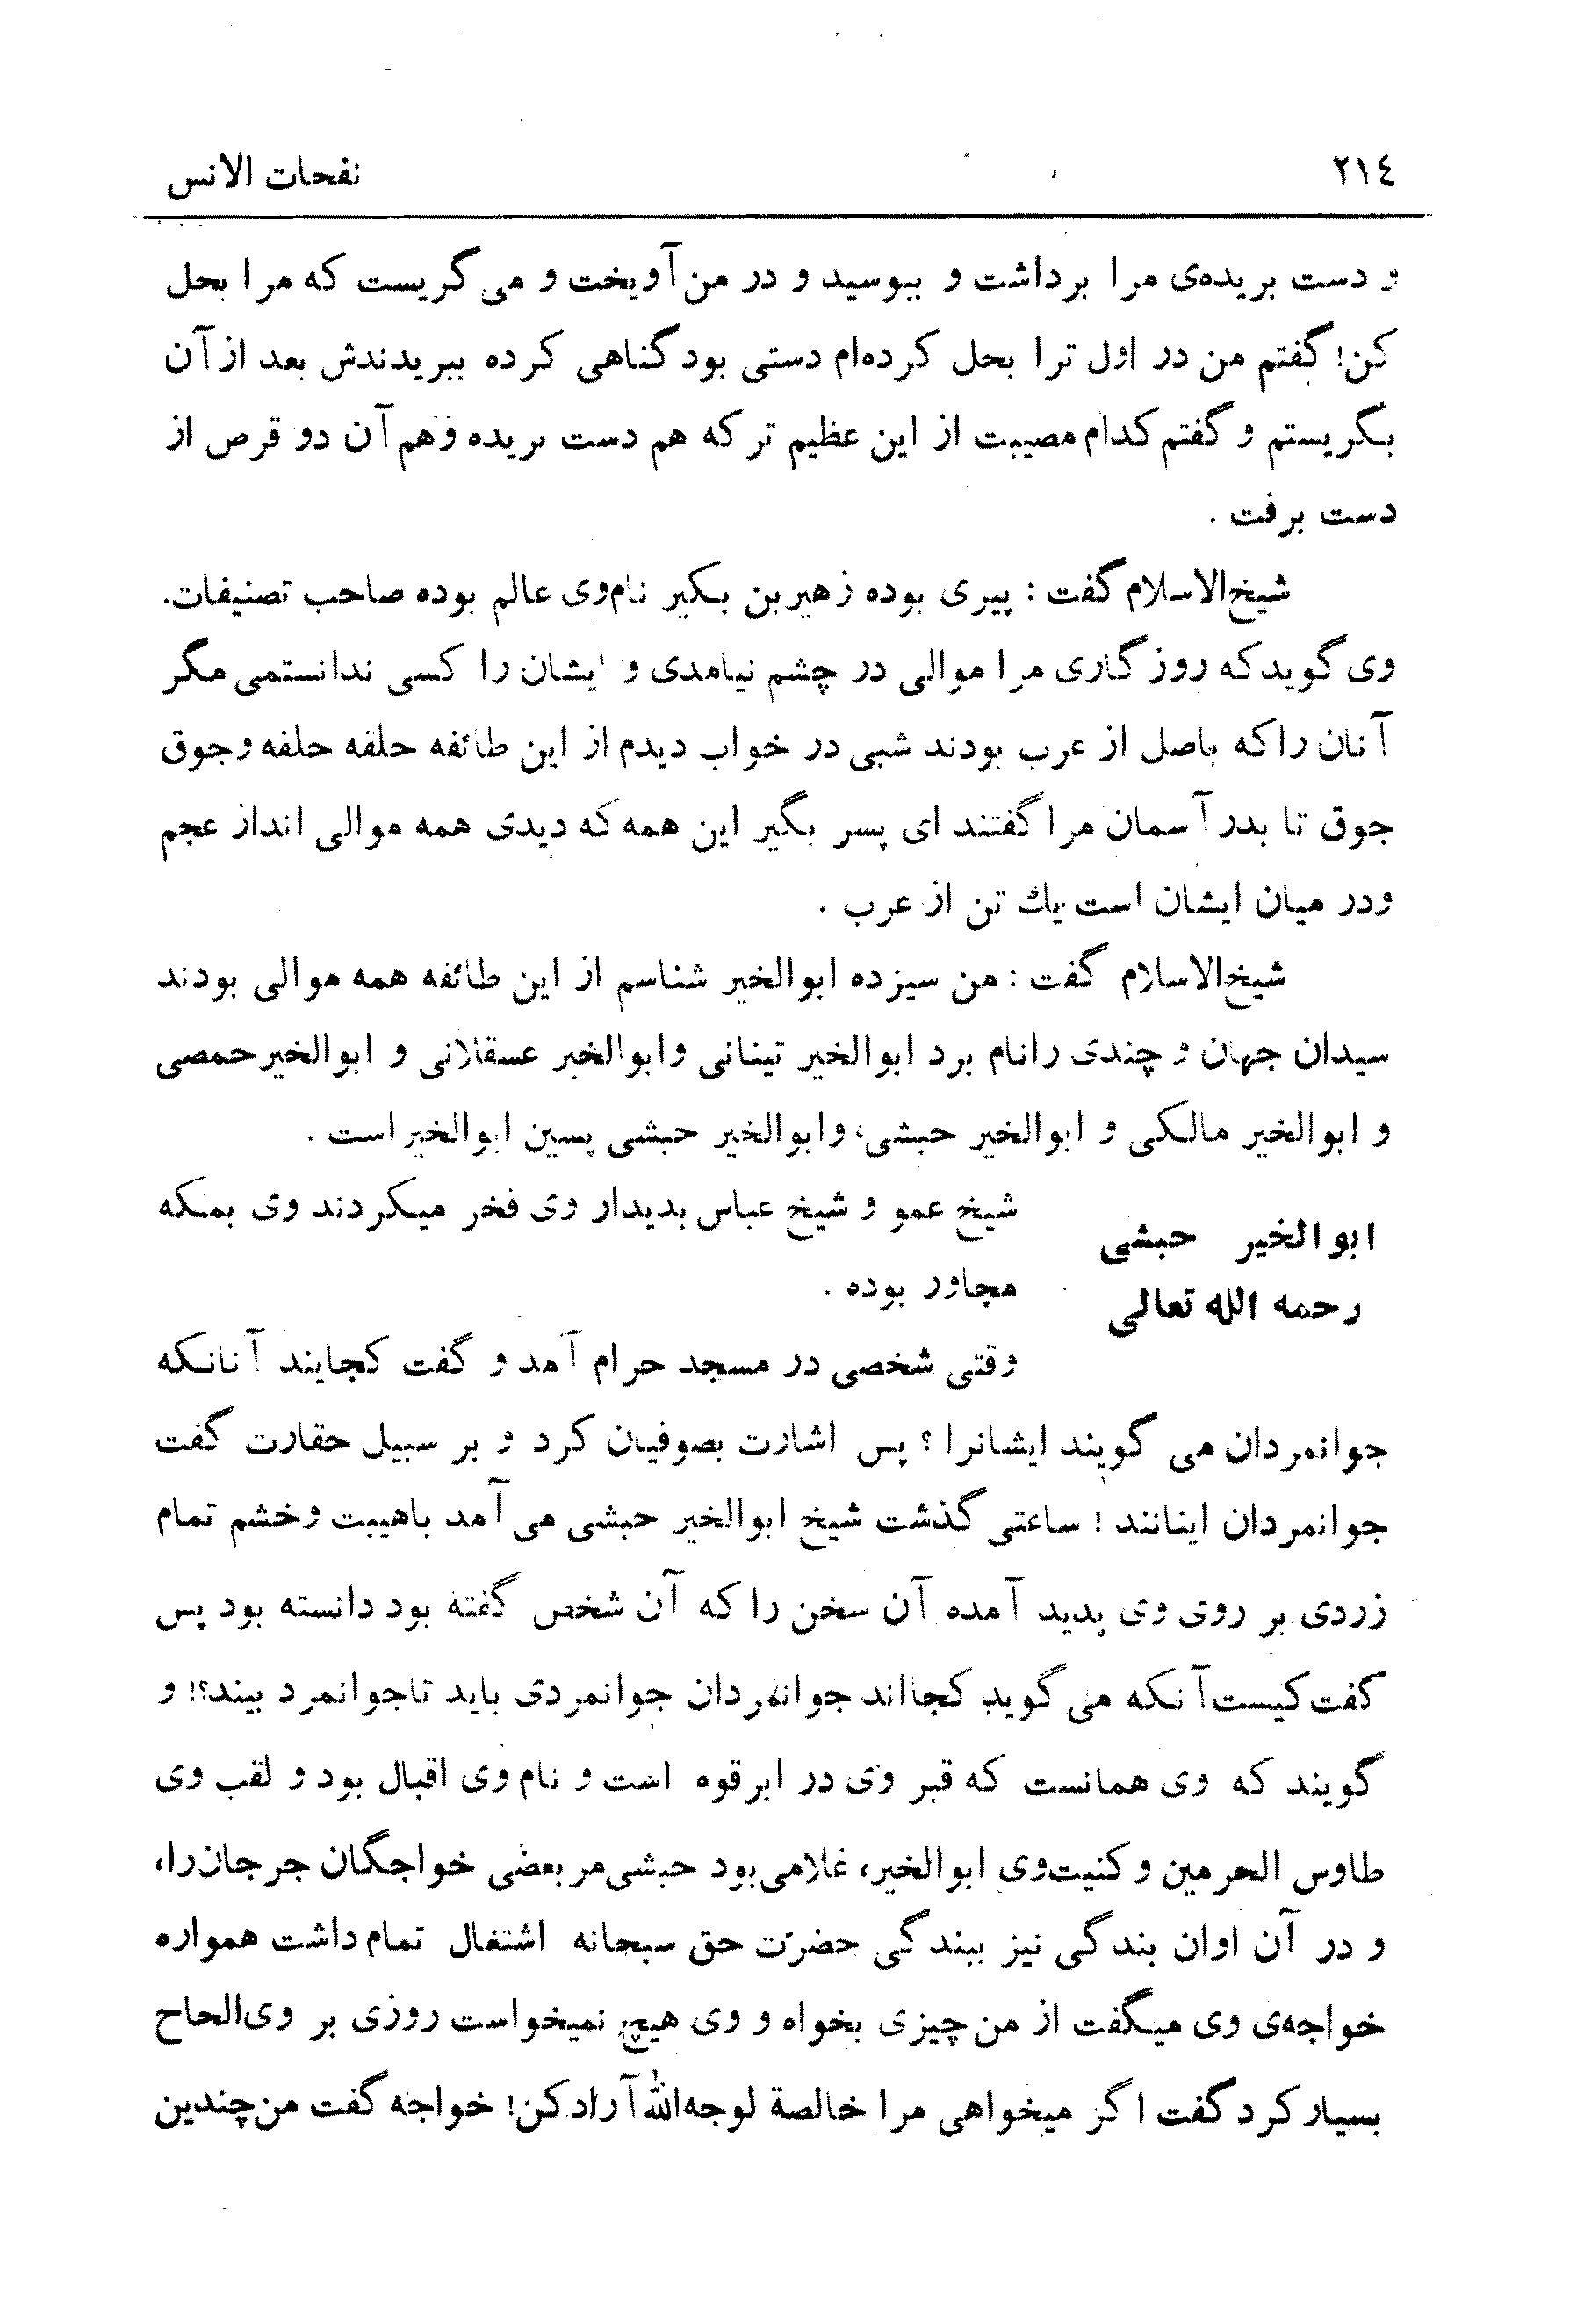 ٢١٤ نفحات الانس
و دست بریده‌ی مرا برداشت و ببوسید و در من آویخت و می گریست که مرا بحل
کن! گفتم من در اول ترا بحل کرده‌ام دستی بود گناهی کرده ببریدندش بعد از آن
بگریستم و گفتم کدام مصیبت از این عظیم تر که هم دست بریده وهم آن دو قرص از
دست برفت .
شیخ‌الاسلام گفت : پیری بوده زهیربن بکیر نام‌وی عالم بوده صاحب تصنیفات.
وی گوید که روزگاری مرا موالی در چشم نیامدی و ایشان را کسی ندانستمی مگر
آنان را که باصل از عرب بودند شبی در خواب دیدم از این طائفه حلقه حلقه و جوق
جوق تا بدر آسمان مرا گفتند ای پسر بگیر این همه که دیدی همه موالی انداز عجم
ودر میان ایشان است یك تن از عرب .
شیخ‌الاسلام گفت : من سیزده ابوالخیر شناسم از این طائفه همه موالی بودند
سیدان جهان و چندی رانام برد ابوالخیر تیناتی وابوالخیر عسقلانی و ابوالخیرحمصی
و ابوالخیر مالکی و ابوالخیر حبشی، وابوالخیر حبشی پسین ابوالخیر است .
ابوالخیر حبشی
رحمه الله تعالی
شیخ عمو و شیخ عباس بدیدار وی فخر میکردند وی بمکه
مجاور بوده .
وقتی شخصی در مسجد حرام آمد و گفت کجایند آنانکه
جوانمردان می گویند ایشانرا ؟ پس اشارت بصوفیان کرد و بر سبیل حقارت گفت
جوانمردان اینانند ! ساعتی گذشت شیخ ابوالخیر حبشی می آمد باهیبت وخشم تمام
زردی بر روی وی پدید آمده آن سخن را که آن شخص گفته بود دانسته بود پس
گفت کیست آنکه می گوید کجااند جوانمردان جوانمردی باید تاجوانمرد بیند؟! و
گویند که وی همانست که قبر وی در ابرقوه است و نام وی اقبال بود و لقب وی
طاوس الحرمین و کنیت‌وی ابوالخیر، غلامی‌بود حبشی‌مر بعضی خواجگان جرجان‌را،
و در آن اوان بندگی نیز ببندگی حضرت حق سبحانه اشتغال تمام داشت همواره
خواجه‌ی وی میگفت از من چیزی بخواه و وی هیچ نمیخواست روزی بر وی‌الحاح
بسیار کرد گفت اگر میخواهی مرا خالصة لوجه‌الله آزاد کن! خواجه گفت من چندین